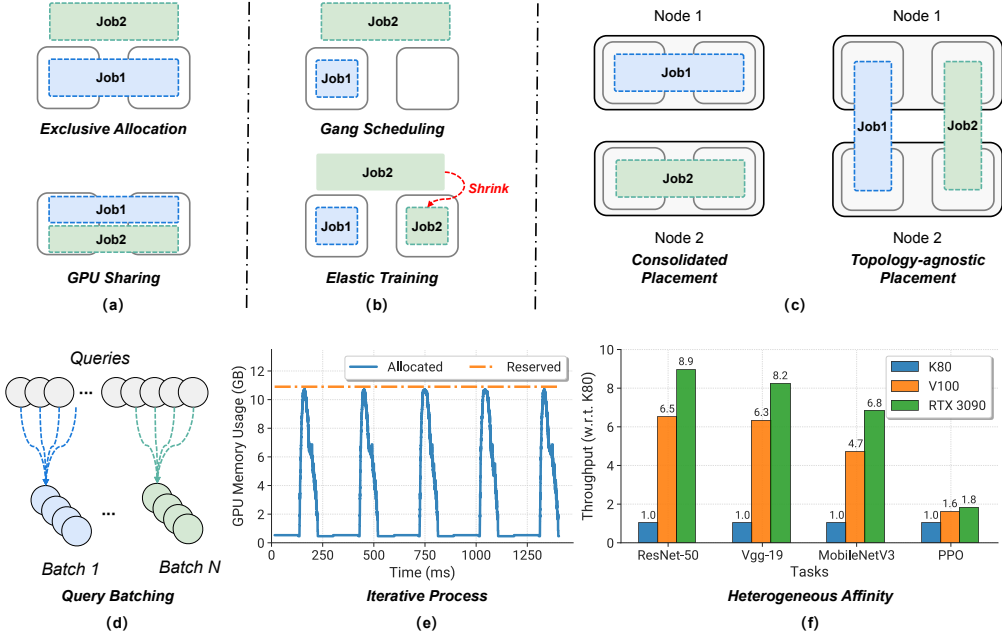 Job2
Job1
Exclusive Allocation
Job1
Job2
GPU Sharing
(a)
Job2
Job1
Gang Scheduling
Job2
Shrink
Job1
Job2
Elastic Training
(b)
Node 1
Node 1
Job1
Job1
Job2
Job2
Node 2
Node 2
Consolidated
Placement
Topology-agnostic
Placement
(c)
Queries
...
...
Batch 1
Batch N
Query Batching
(d)
GPU Memory Usage (GB)
12
10
8
6
4
2
0
Allocated
Reserved
0
250
500
750
1000
1250
Time (ms)
Iterative Process
(e)
Throughput (w.r.t. K80)
10
8
6
4
2
0
K80
V100
RTX 3090
1.0
6.5
8.9
1.0
6.3
8.2
1.0
4.7
6.8
1.0
1.6
1.8
ResNet-50
Vgg-19
MobileNetV3
PPO
Tasks
Heterogeneous Affinity
(f)